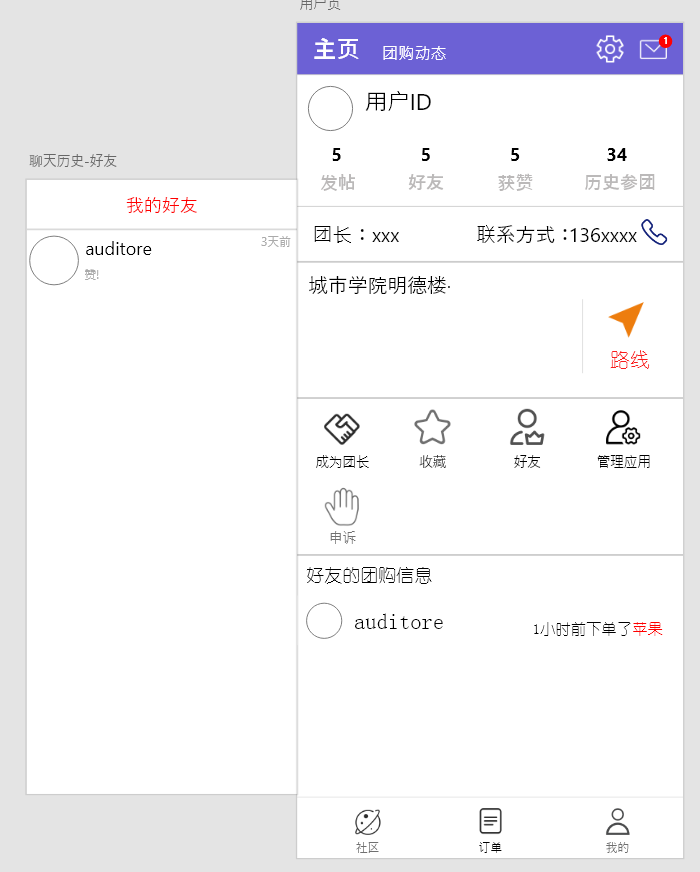 用户页
主页 团购动态 1
用户ID
5 5 5 34
发帖 好友 获赞 历史参团
团长：xxx 联系方式：136xxxx
城市学院明德楼·
路线
成为团长 收藏 好友 管理应用
申诉
好友的团购信息
auditore 1小时前下单了苹果
社区 订单 我的
聊天历史-好友
我的好友
auditore 3天前
赞!